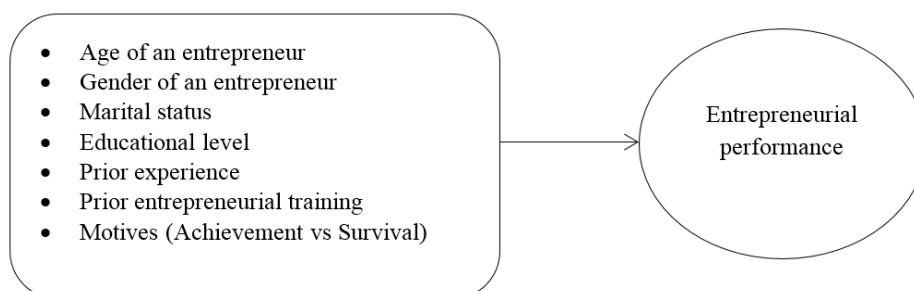 • Age of an entrepreneur
• Gender of an entrepreneur
• Marital status
• Educational level
• Prior experience
• Prior entrepreneurial training
• Motives (Achievement vs Survival)
Entrepreneurial
performance